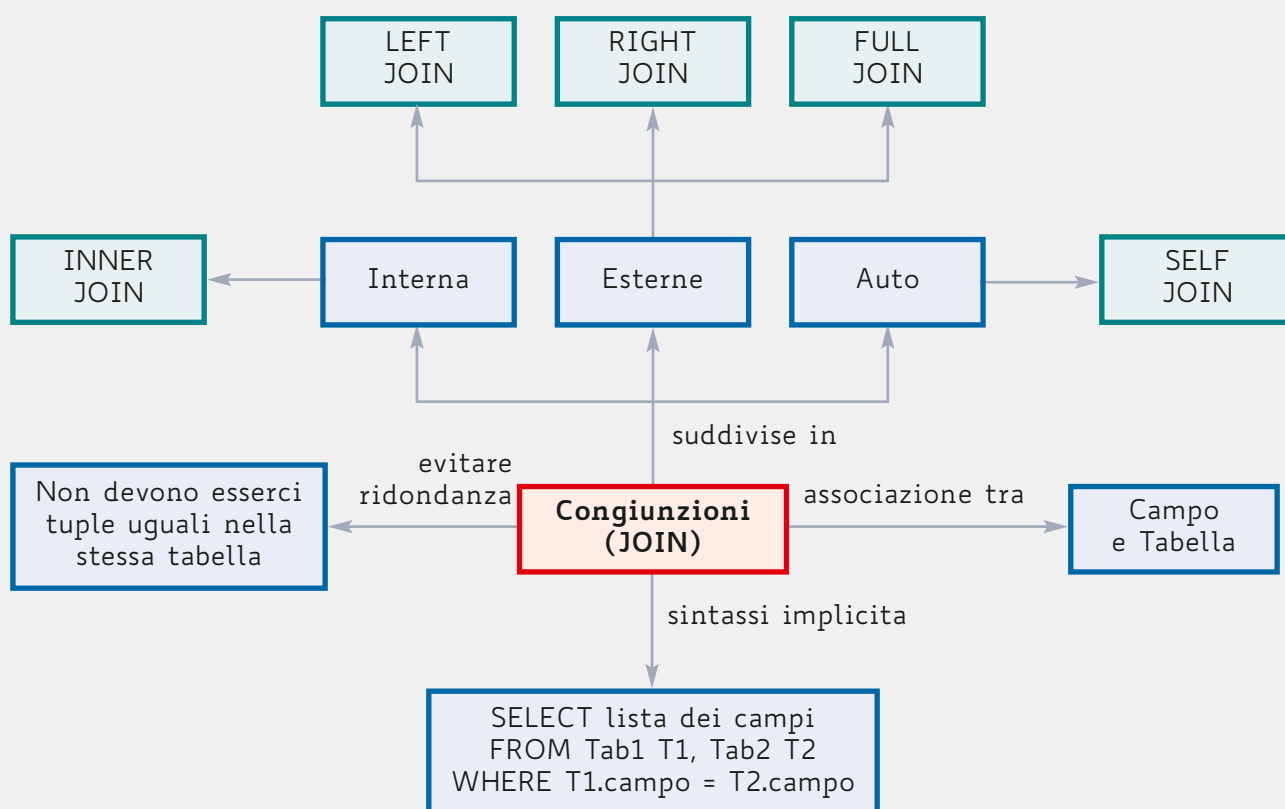 LEFT
JOIN
RIGHT
JOIN
FULL
JOIN
INNER
JOIN
Interna
Esterne
Auto
SELF
JOIN
suddivise in
evitare
ridondanza
associazione tra
Non devono esserci
tuple uguali nella
stessa tabella
Congiunzioni
(JOIN)
Campo
e Tabella
sintassi implicita
SELECT lista dei campi
FROM Tab1 T1, Tab2 T2
WHERE T1.campo = T2.campo